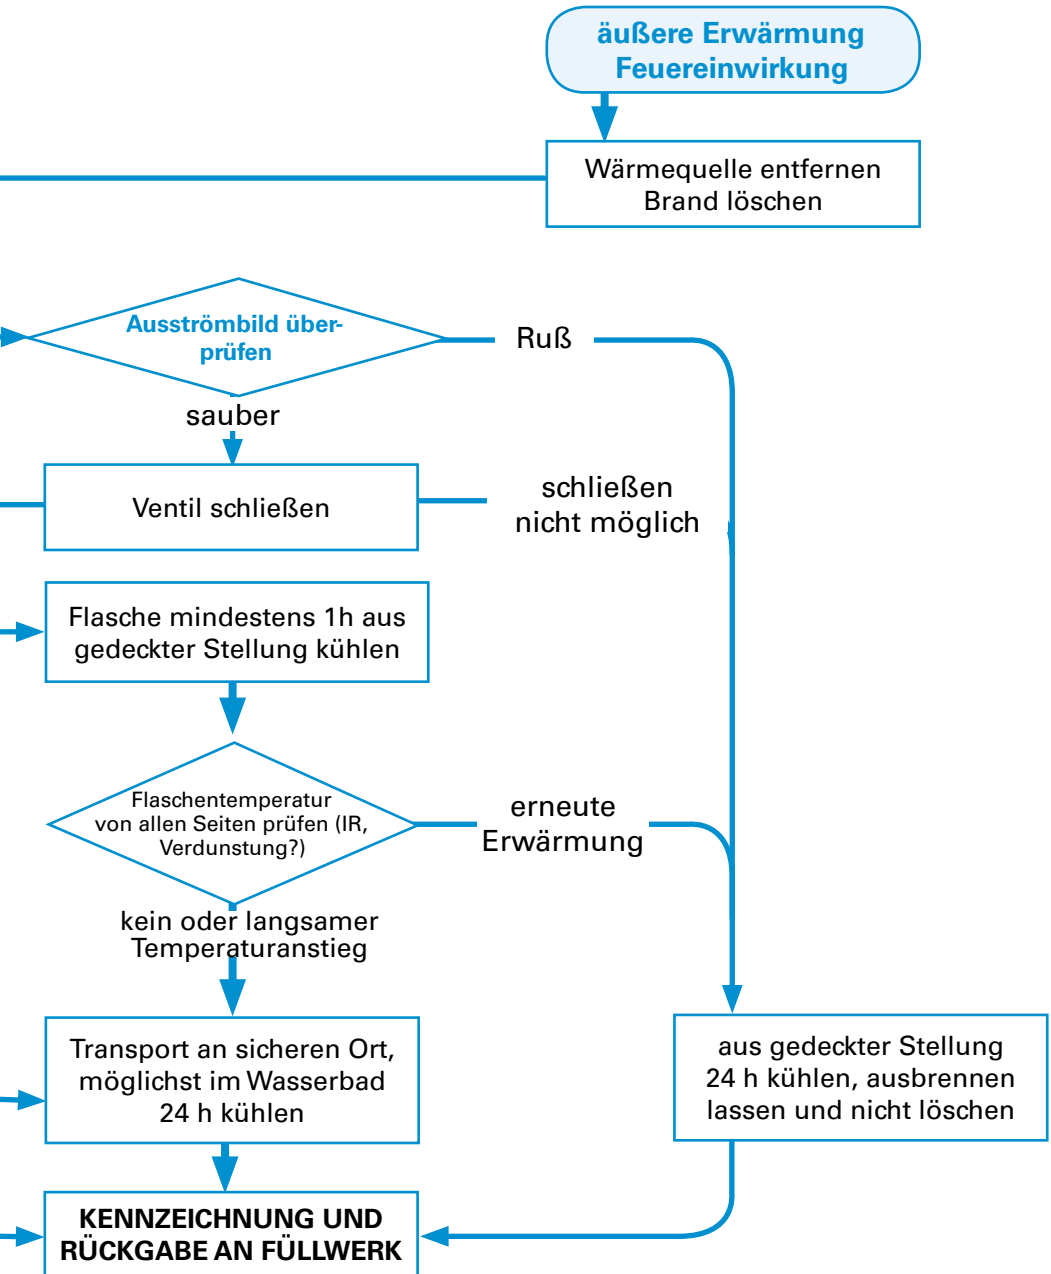 äußere Erwärmung
Feuereinwirkung
Wärmequelle entfernen
Brand löschen
Ausströmbild über-
prüfen
Ruß
sauber
Ventil schließen
schließen
nicht möglich
Flasche mindestens 1h aus
gedeckter Stellung kühlen
Flaschentemperatur
von allen Seiten prüfen (IR,
Verdunstung?)
erneute
Erwärmung
kein oder langsamer
Temperaturanstieg
Transport an sicheren Ort,
möglichst im Wasserbad
24 h kühlen
aus gedeckter Stellung
24 h kühlen, ausbrennen
lassen und nicht löschen
KENNZEICHNUNG UND
RÜCKGABE AN FÜLLWERK